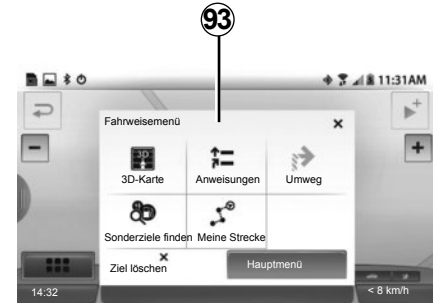 93
11:31AM
Fahrweisemenü
3D-Karte Anweisungen Umweg
Sonderziele finden Meine Strecke
Ziel löschen Hauptmenü
14:32 < 8 km/h